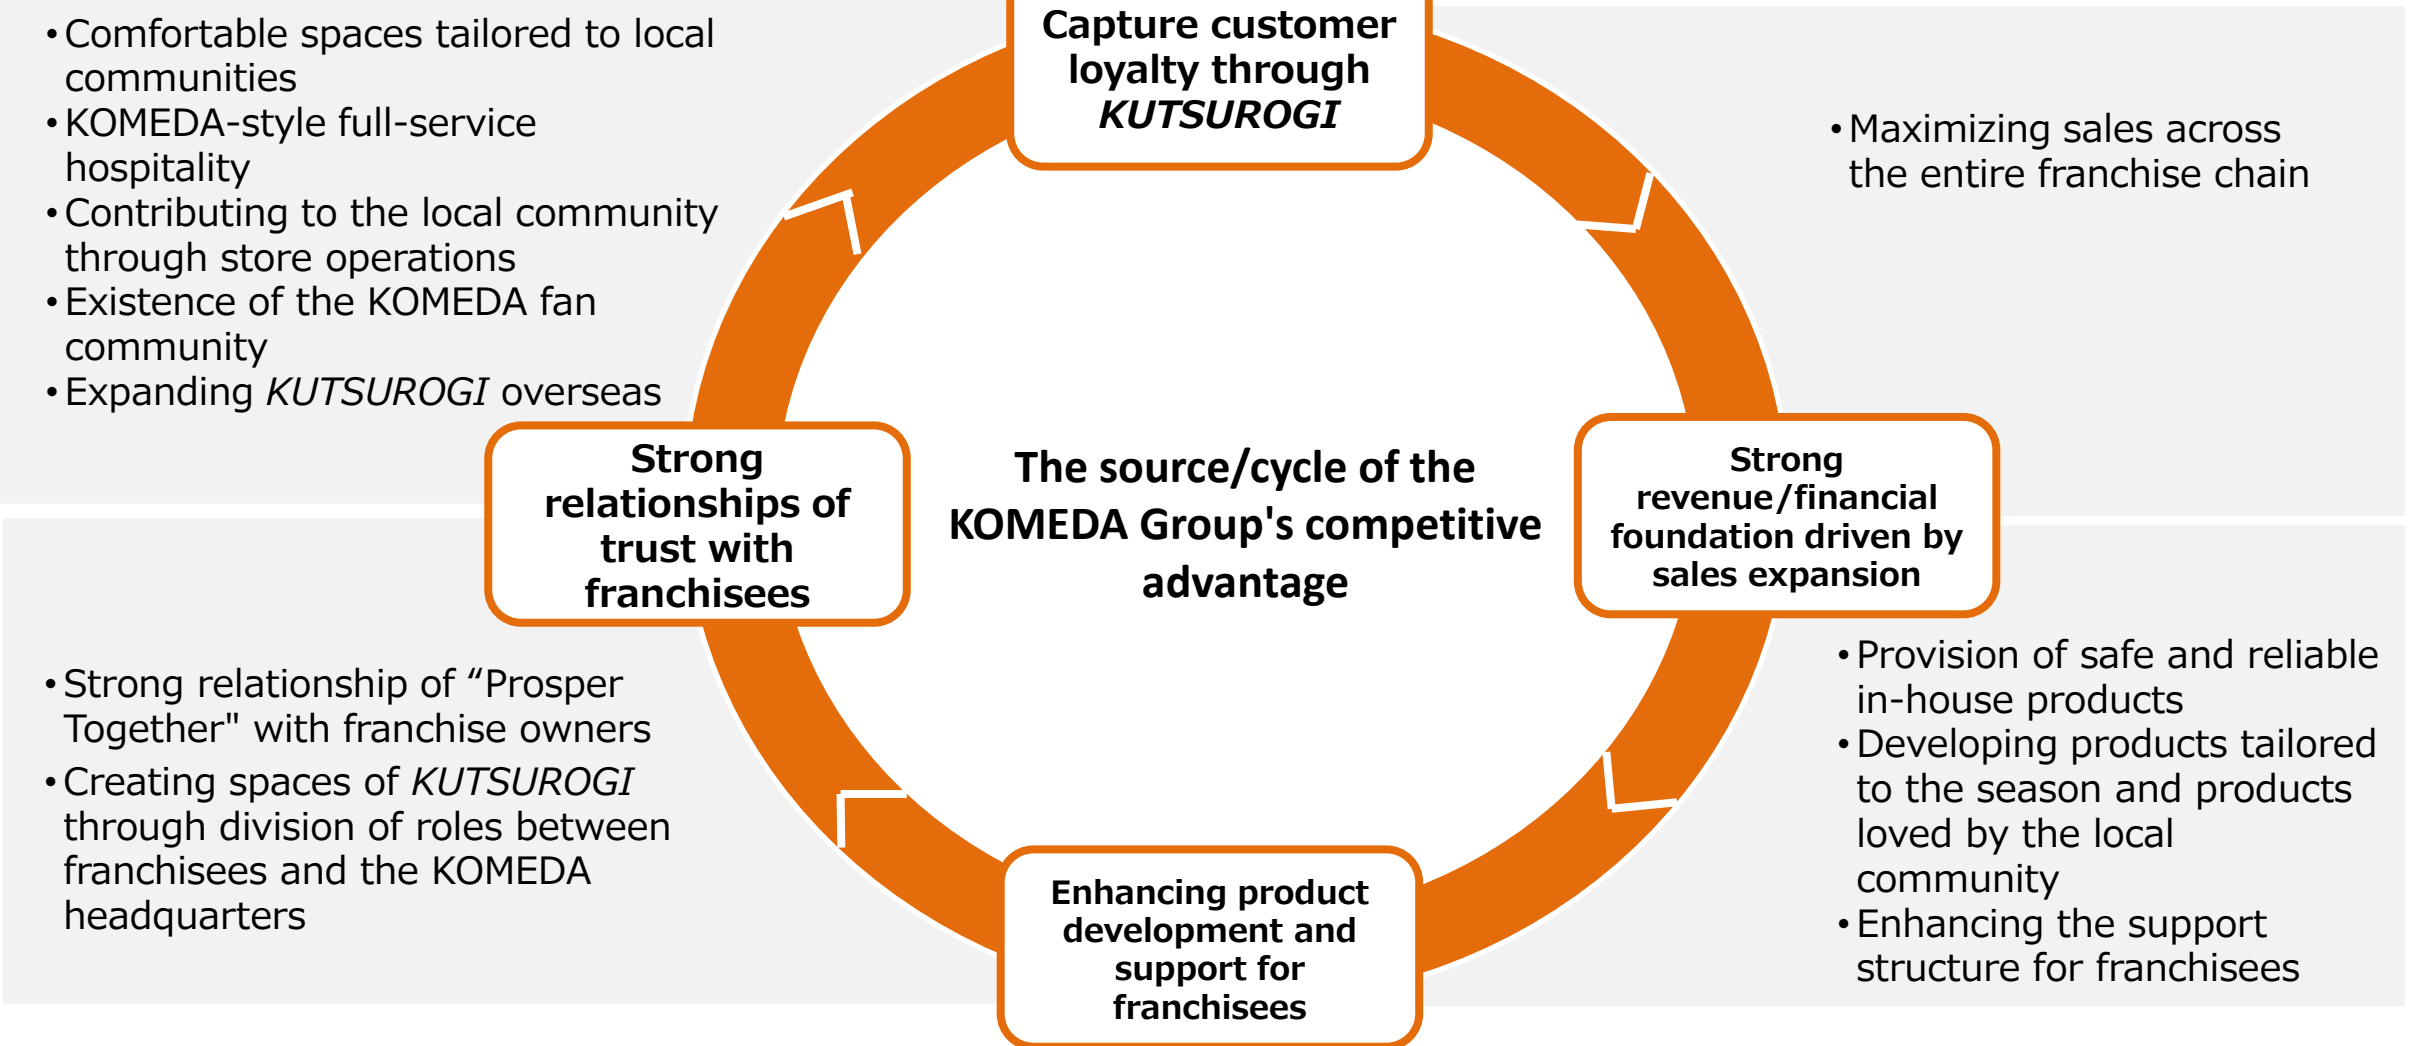 •Comfortable spaces tailored to local
communities
•KOMEDA-style full-service
hospitality
•Contributing to the local community
through store operations
•Existence of the KOMEDA fan
community
•Expanding KUTSUROGI overseas
Capture customer
loyalty through
KUTSUROGI
•Maximizing sales across
the entire franchise chain
Strong
relationships of
trust with
franchisees
The source/cycle of the
KOMEDA Group's competitive
advantage
Strong
revenue/financial
foundation driven by
sales expansion
•Strong relationship of “Prosper
Together" with franchise owners
•Creating spaces of KUTSUROGI
through division of roles between
franchisees and the KOMEDA
headquarters
Enhancing product
development and
support for
franchisees
•Provision of safe and reliable
in-house products
•Developing products tailored
to the season and products
loved by the local
community
•Enhancing the support
structure for franchisees